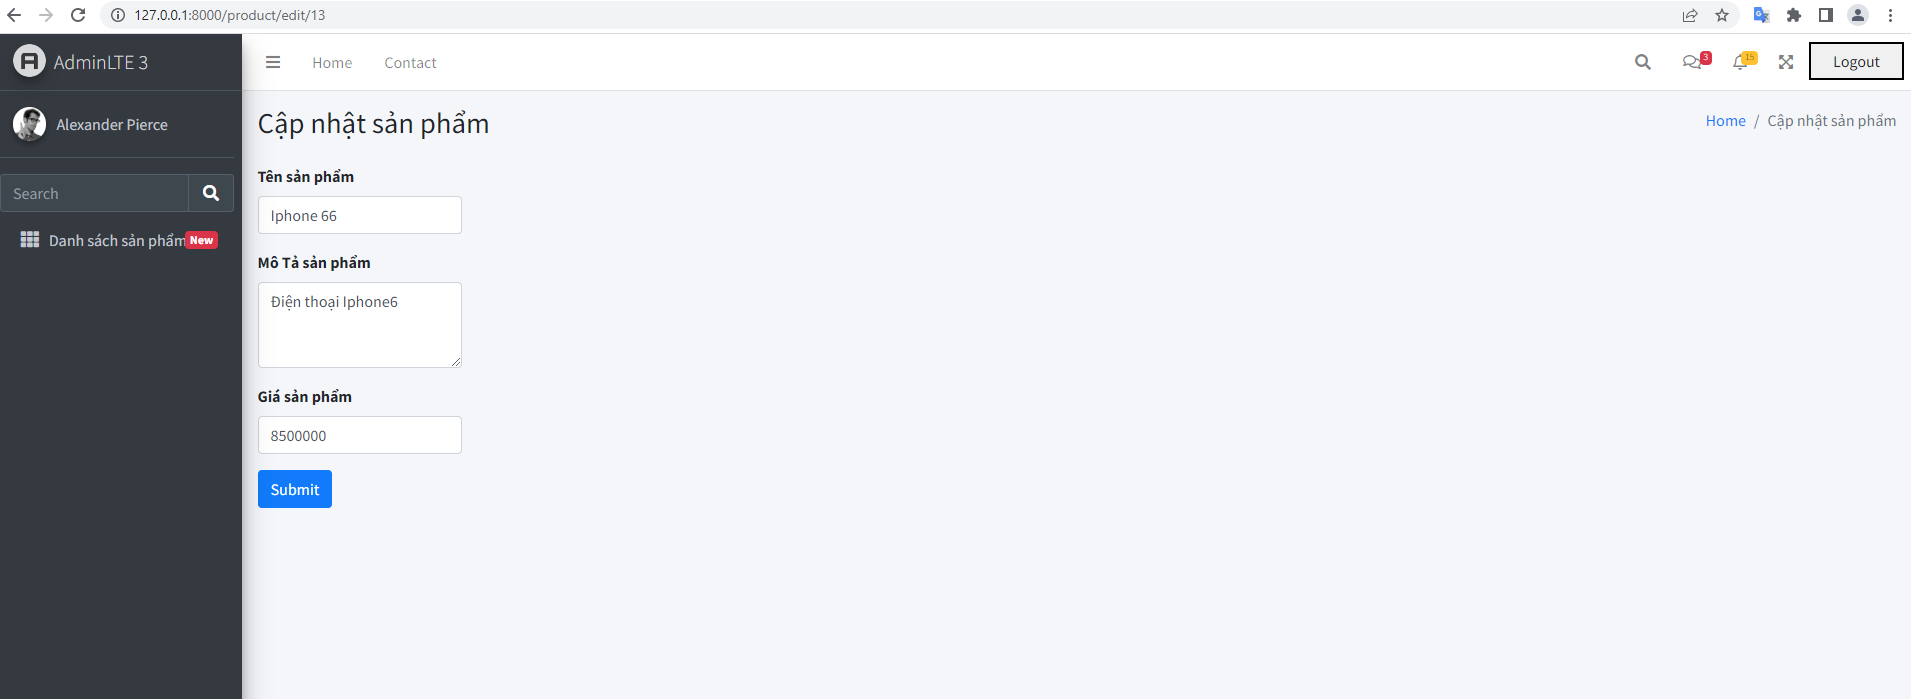 127.0.0.1:8000/product/edit/13
AdminLTE 3
Home Contact
3
15
Logout
Alexander Pierce
Search
Danh sách sản phẩm New
Cập nhật sản phẩm
Home / Cập nhật sản phẩm
Tên sản phẩm
Iphone 66
Mô Tả sản phẩm
Điện thoại Iphone6
Giá sản phẩm
8500000
Submit